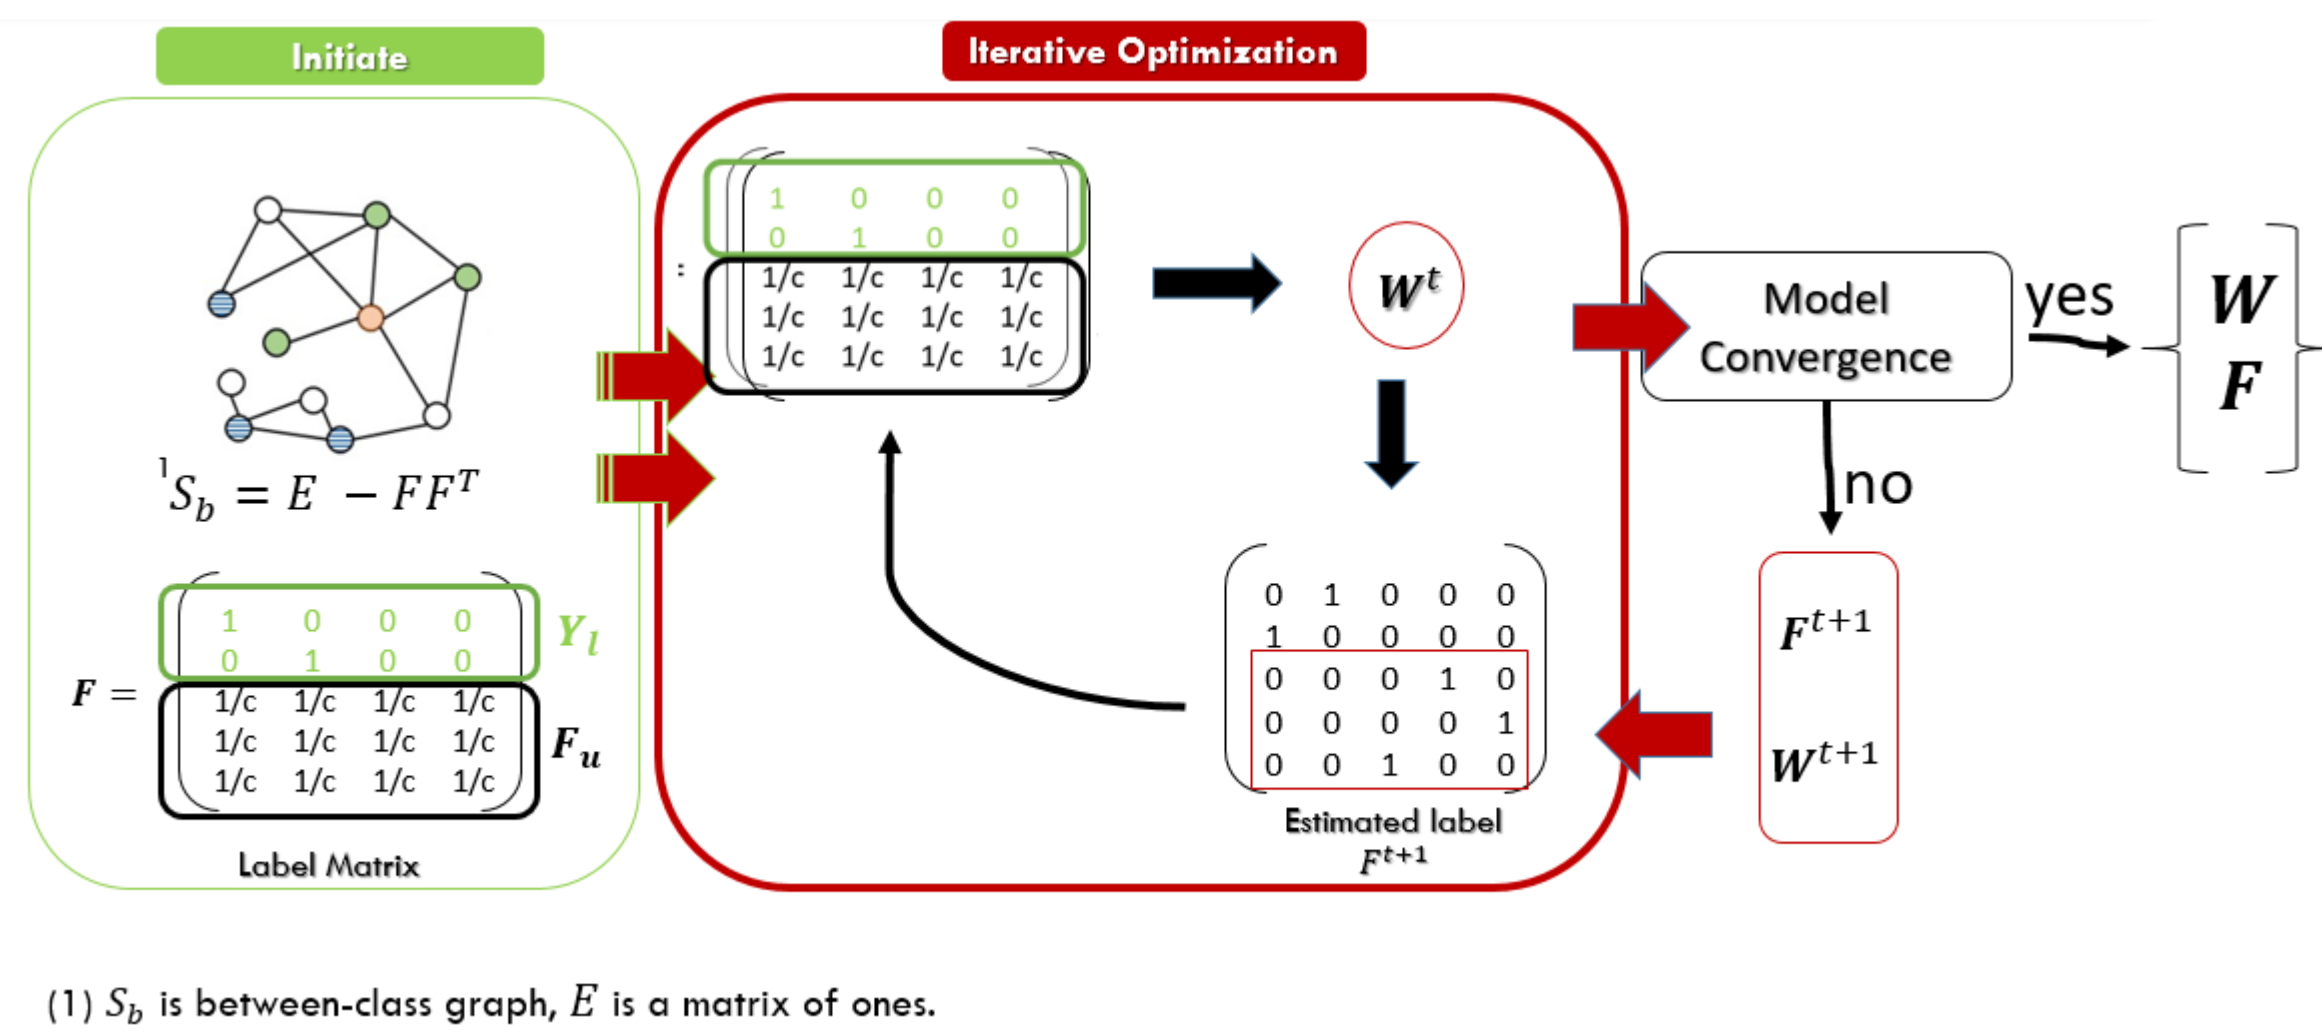 Initiate
Iterative Optimization
¹S_b = E − FF^T
F =
1 0 0 0
0 1 0 0
1/c 1/c 1/c 1/c
1/c 1/c 1/c 1/c
1/c 1/c 1/c 1/c
Y_l
F_u
Label Matrix
:
1 0 0 0
0 1 0 0
1/c 1/c 1/c 1/c
1/c 1/c 1/c 1/c
1/c 1/c 1/c 1/c
W^t
0 1 0 0 0
1 0 0 0 0
0 0 0 1 0
0 0 0 0 1
0 0 1 0 0
Estimated label
F^{t+1}
Model
Convergence
yes
W
F
no
F^{t+1}
W^{t+1}
(1) S_b is between-class graph, E is a matrix of ones.